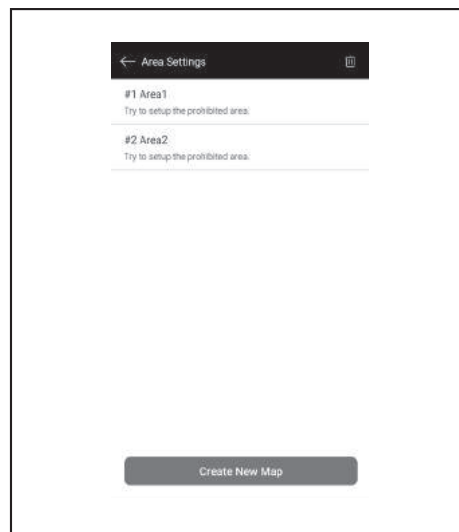 Area Settings
#1 Area1
Try to setup the prohibited area.
#2 Area2
Try to setup the prohibited area.
Create New Map